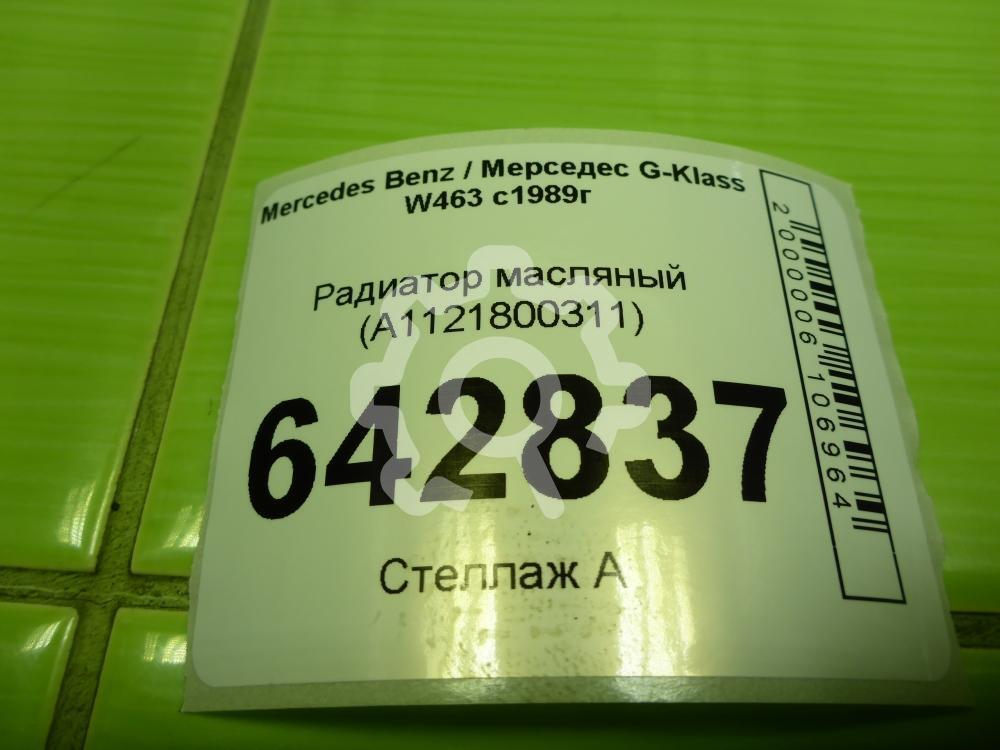 Mercedes Benz / Мерседес G-Klass
W463 с1989г
Радиатор масляный
(A1121800311)
642837
Стеллаж А
2000006106964